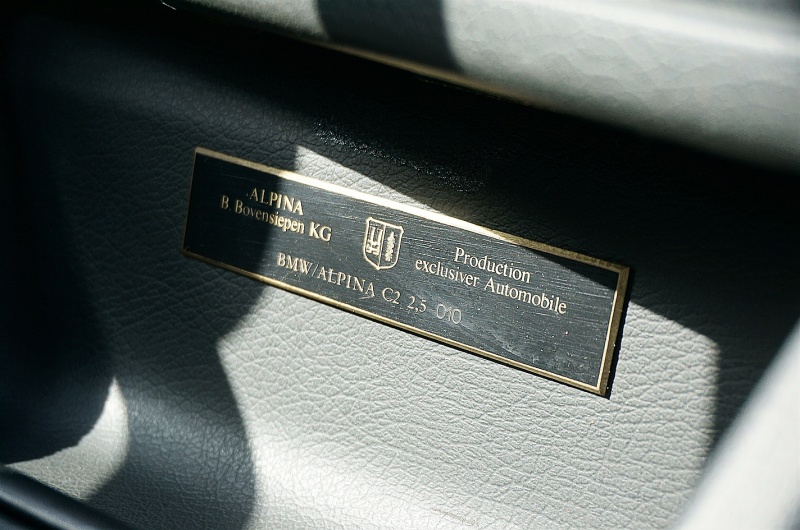 ALPINA
B. Bovensiepen KG
Production
exclusiver Automobile
BMW/ALPINA C2 2,5 010